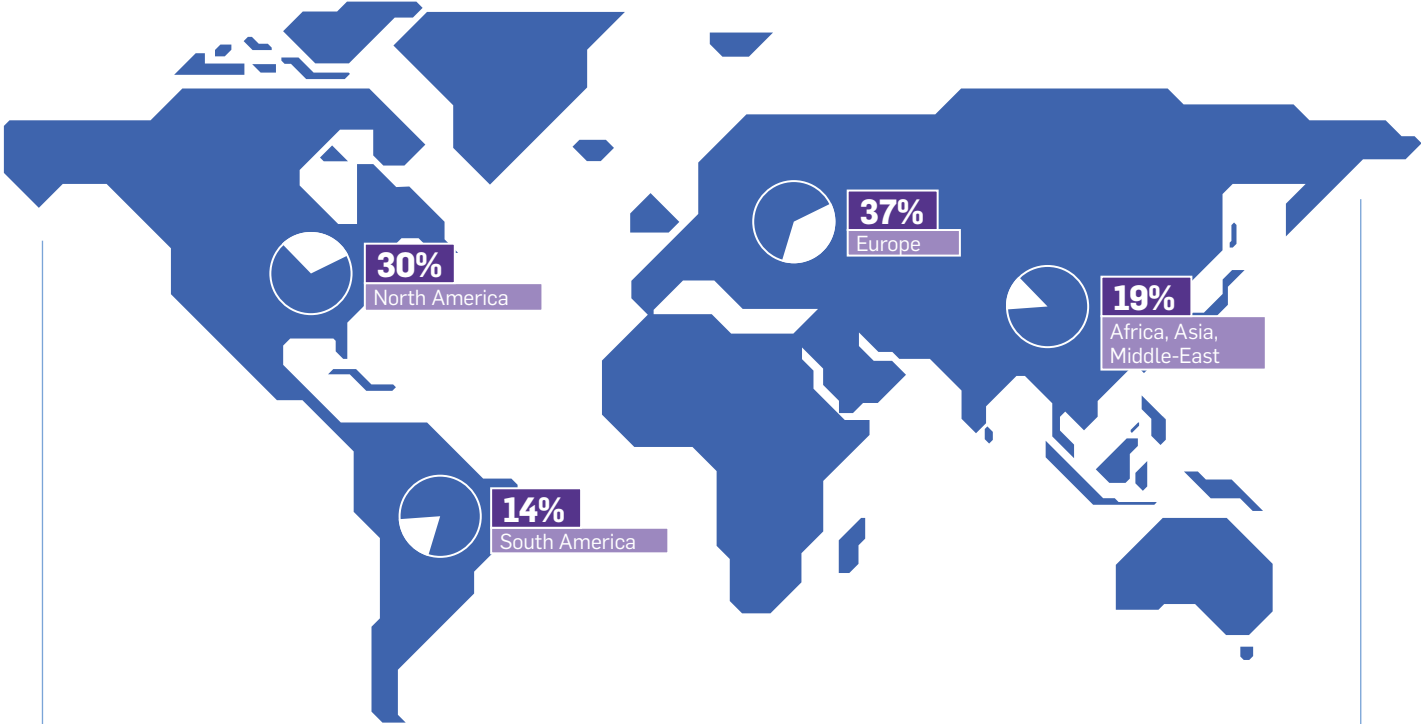 37%
Europe
30%
North America
19%
Africa, Asia,
Middle-East
14%
South America